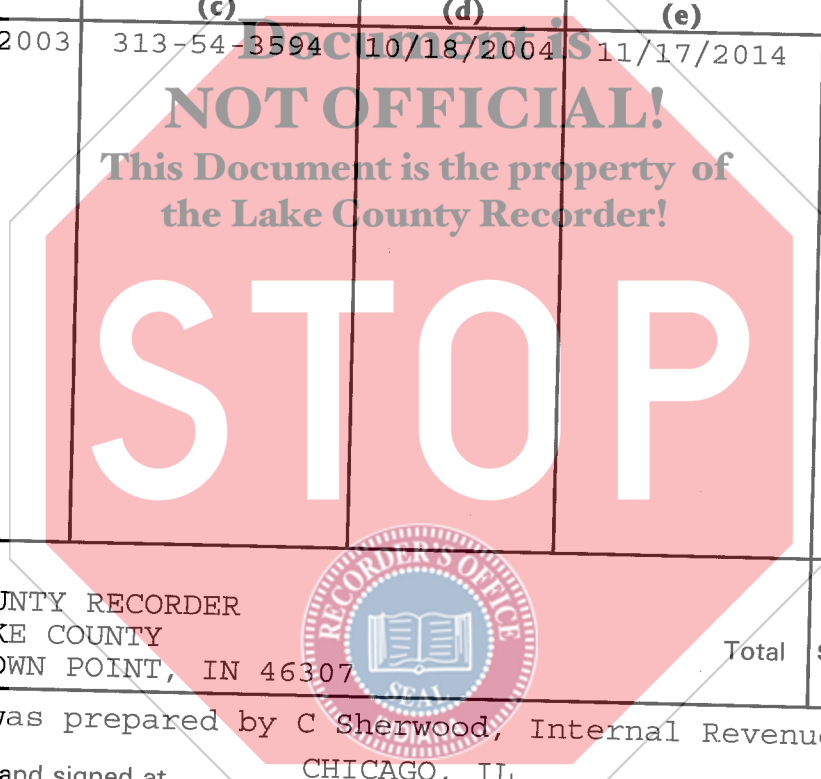 (c) (d) (e)
2003 313-54-3594 10/18/2004 11/17/2014
Document is
NOT OFFICIAL!
This Document is the property of
the Lake County Recorder!
STOP
RECORDER'S OFFICE
SEAL
UNTY RECORDER
KE COUNTY
OWN POINT, IN 46307
Total
was prepared by C Sherwood, Internal Revenu
and signed at CHICAGO, IL